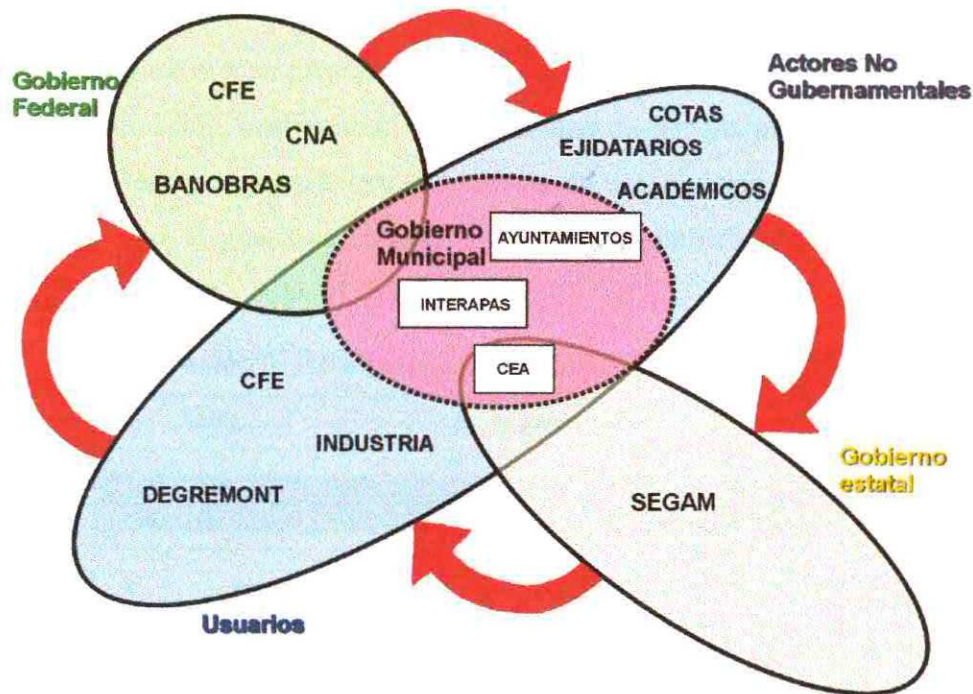 Gobierno
Federal
CFE
CNA
BANOBRAS
Actores No
Gubernamentales
COTAS
EJIDATARIOS
ACADÉMICOS
Gobierno
Municipal
AYUNTAMIENTOS
INTERAPAS
CEA
CFE
INDUSTRIA
DEGREMONT
Gobierno
estatal
SEGAM
Usuarios